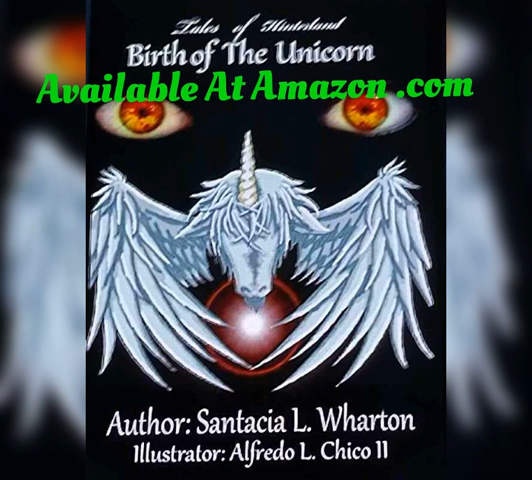 Tales of Hinterland
Birth of The Unicorn
Available At Amazon .com
Author: Santacia L. Wharton
Illustrator: Alfredo L. Chico II